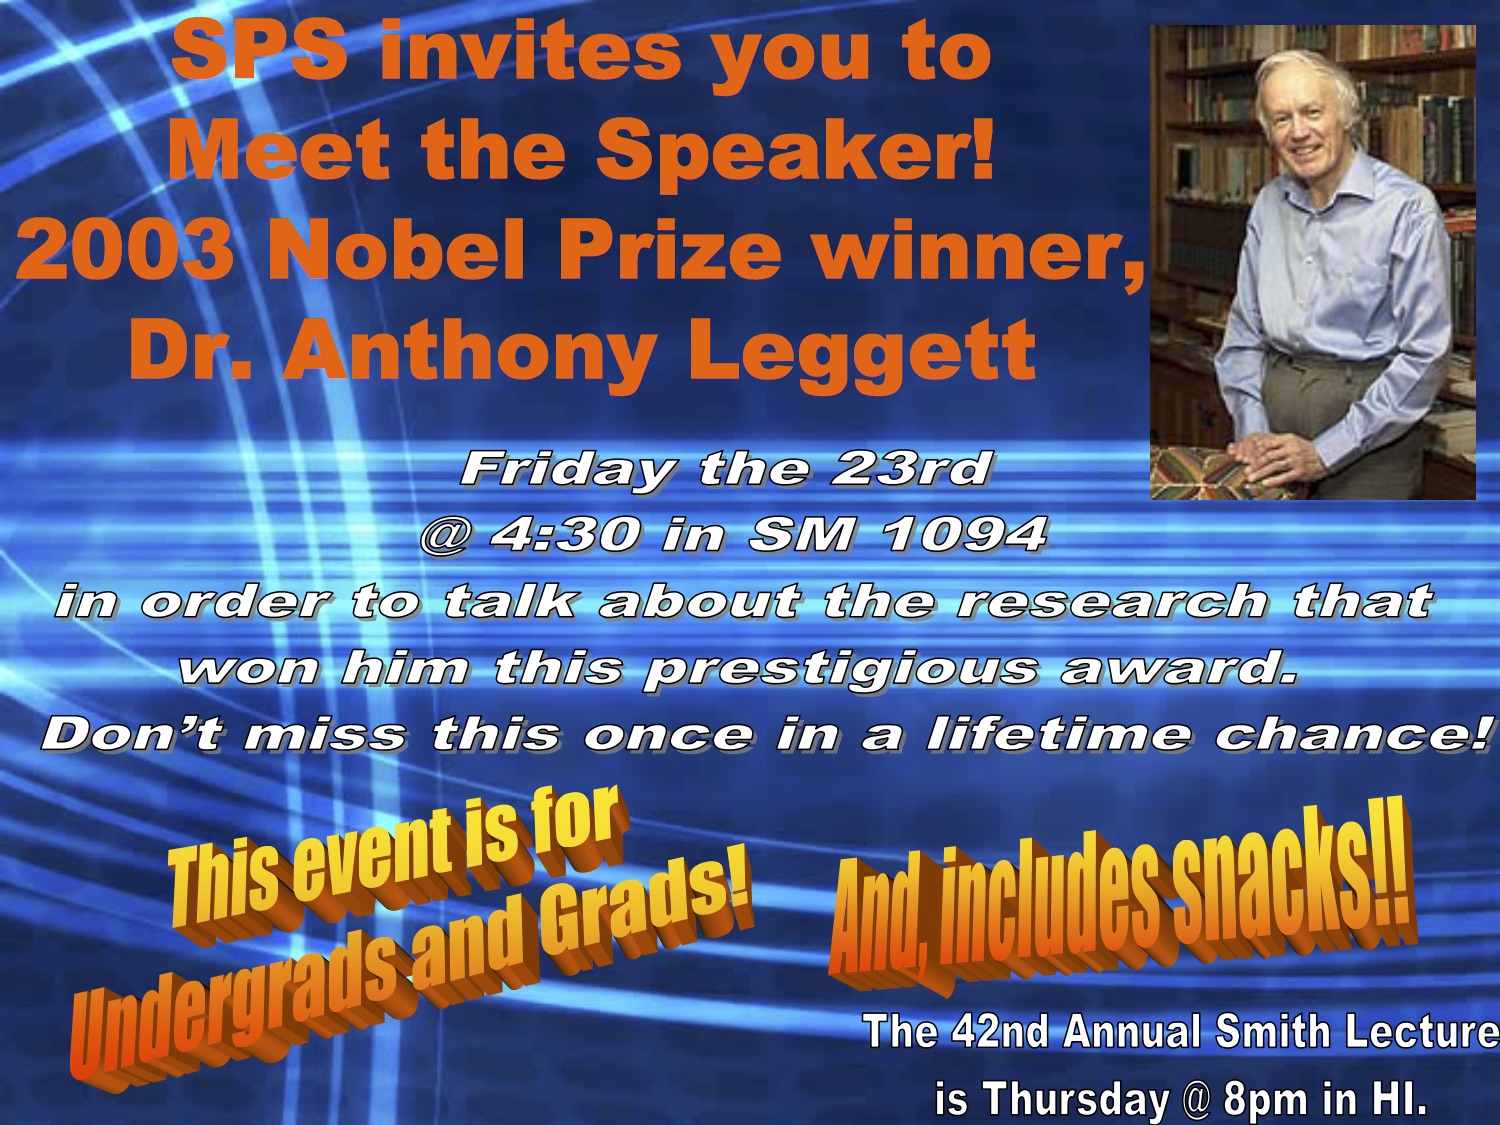 SPS invites you to
Meet the Speaker!
2003 Nobel Prize winner,
Dr. Anthony Leggett
Friday the 23rd
@ 4:30 in SM 1094
in order to talk about the research that
won him this prestigious award.
Don’t miss this once in a lifetime chance!
This event is for
Undergrads and Grads!
And, includes snacks!!
The 42nd Annual Smith Lecture
is Thursday @ 8pm in HI.